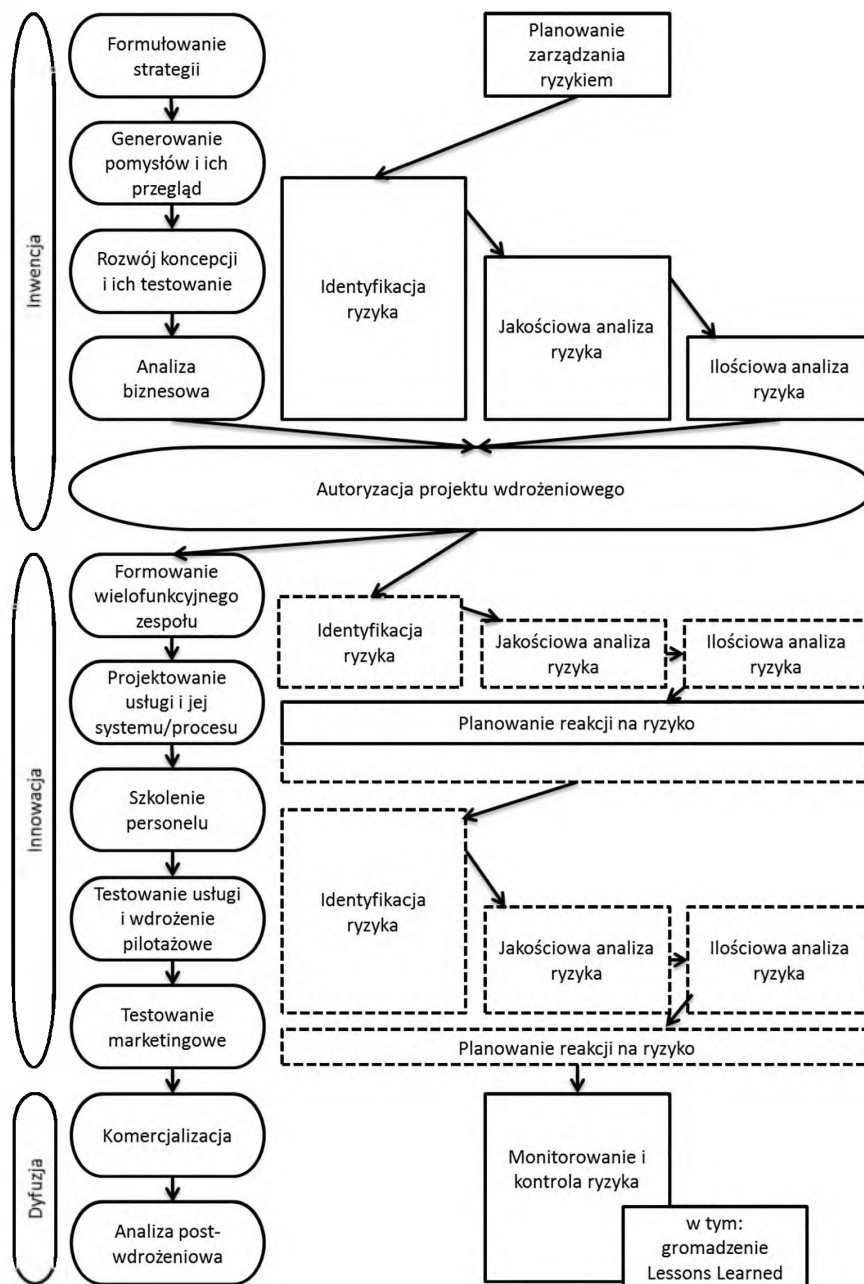 Inwencja
Formułowanie
strategii
Planowanie
zarządzania
ryzykiem
Generowanie
pomysłów i ich
przegląd
Rozwój koncepcji
i ich testowanie
Identyfikacja
ryzyka
Jakościowa analiza
ryzyka
Analiza
biznesowa
Ilościowa analiza
ryzyka
Autoryzacja projektu wdrożeniowego
Innowacja
Formowanie
wielofunkcyjnego
zespołu
Identyfikacja
ryzyka
Jakościowa analiza
ryzyka
Ilościowa analiza
ryzyka
Projektowanie
usługi i jej
systemu/procesu
Planowanie reakcji na ryzyko
Szkolenie
personelu
Testowanie usługi
i wdrożenie
pilotażowe
Identyfikacja
ryzyka
Jakościowa analiza
ryzyka
Ilościowa analiza
ryzyka
Testowanie
marketingowe
Planowanie reakcji na ryzyko
Dyfuzja
Komercjalizacja
Monitorowanie i
kontrola ryzyka
Analiza post-
wdrożeniowa
w tym:
gromadzenie
Lessons Learned